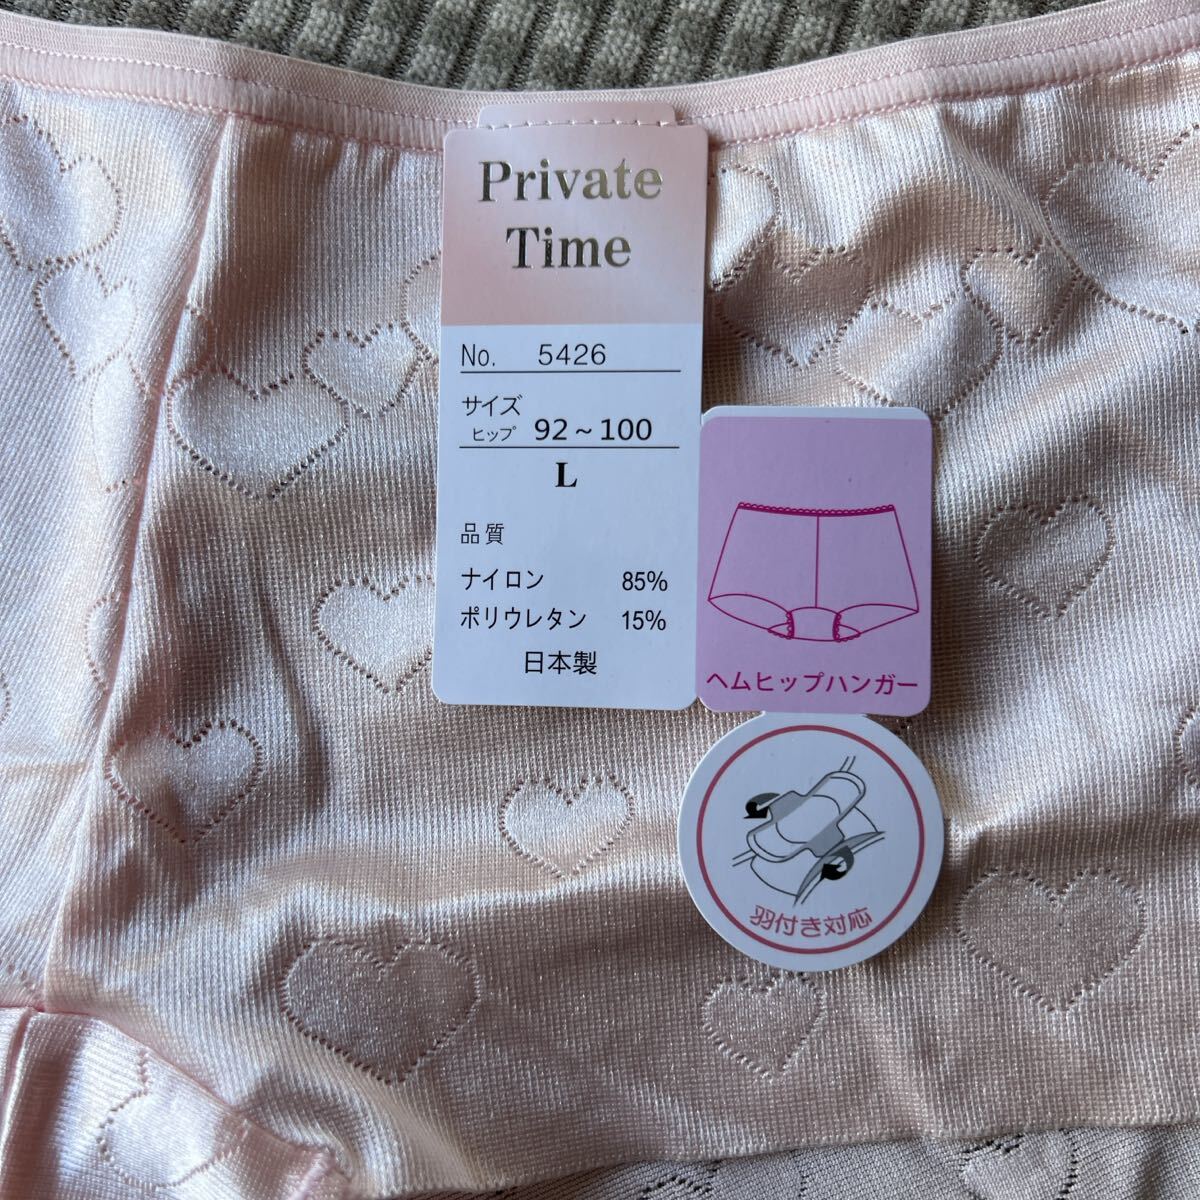 Private
Time
No. 5426
サイズ
ヒップ 92～100
L
品質
ナイロン 85%
ポリウレタン 15%
日本製
ヘムヒップハンガー
羽付き対応